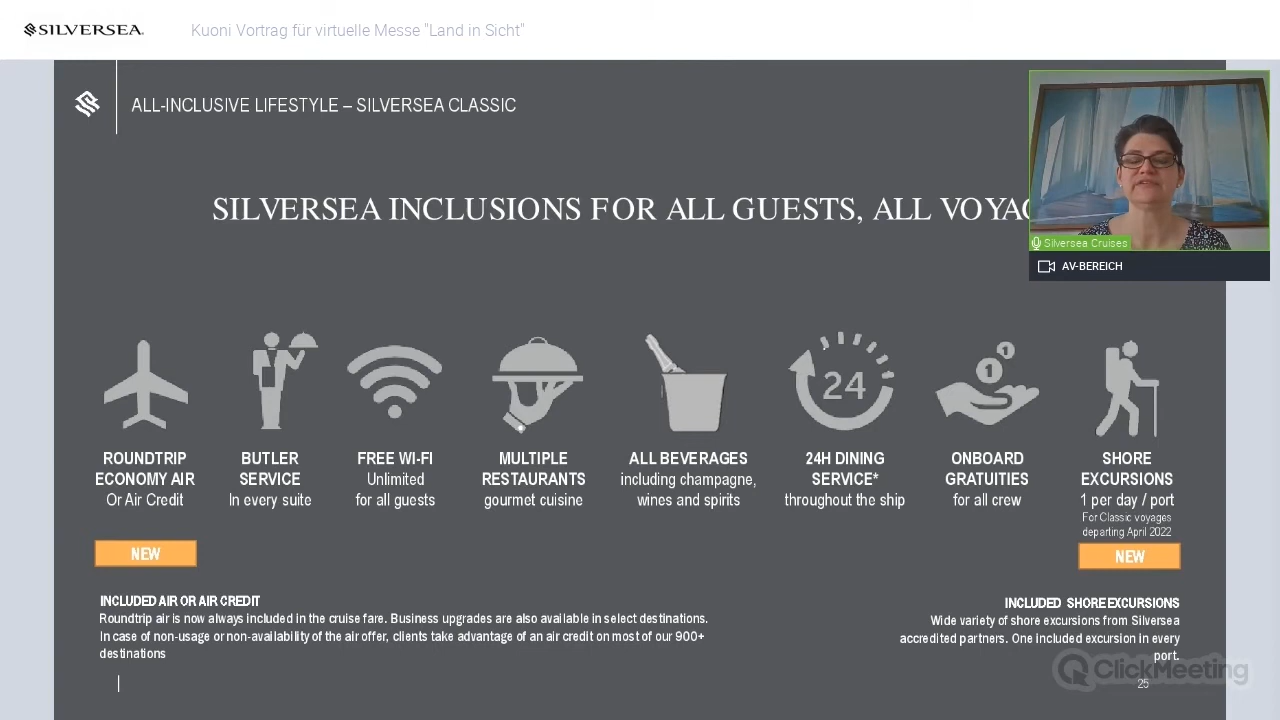 SILVERSEA
Kuoni Vortrag für virtuelle Messe "Land in Sicht"
ALL-INCLUSIVE LIFESTYLE – SILVERSEA CLASSIC
SILVERSEA INCLUSIONS FOR ALL GUESTS, ALL
Silversea Cruises
AV-BEREICH
24
1
1
ROUNDTRIP
ECONOMY AIR
Or Air Credit
NEW
BUTLER
SERVICE
In every suite
FREE WI-FI
Unlimited
for all guests
MULTIPLE
RESTAURANTS
gourmet cuisine
ALL BEVERAGES
including champagne,
wines and spirits
24H DINING
SERVICE*
throughout the ship
ONBOARD
GRATUITIES
for all crew
SHORE
EXCURSIONS
1 per day / port
For Classic voyages
departing April 2022
NEW
INCLUDED AIR OR AIR CREDIT
Roundtrip air is now always included in the cruise fare. Business upgrades are also available in select destinations.
In case of non-usage or non-availability of the air offer, clients take advantage of an air credit on most of our 900+
destinations
INCLUDED SHORE EXCURSIONS
Wide variety of shore excursions from Silversea
accredited partners. One included excursion in every
port.
ClickMeeting
25